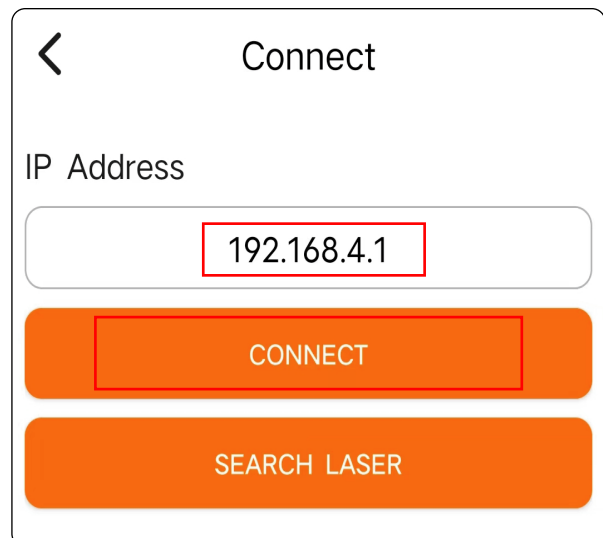 Connect
IP Address
192.168.4.1
CONNECT
SEARCH LASER